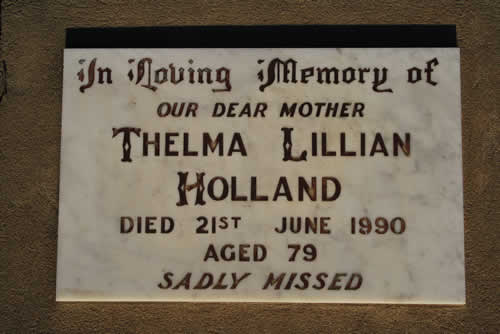 In Loving Memory of
OUR DEAR MOTHER
THELMA LILLIAN
HOLLAND
DIED 21ST JUNE 1990
AGED 79
SADLY MISSED